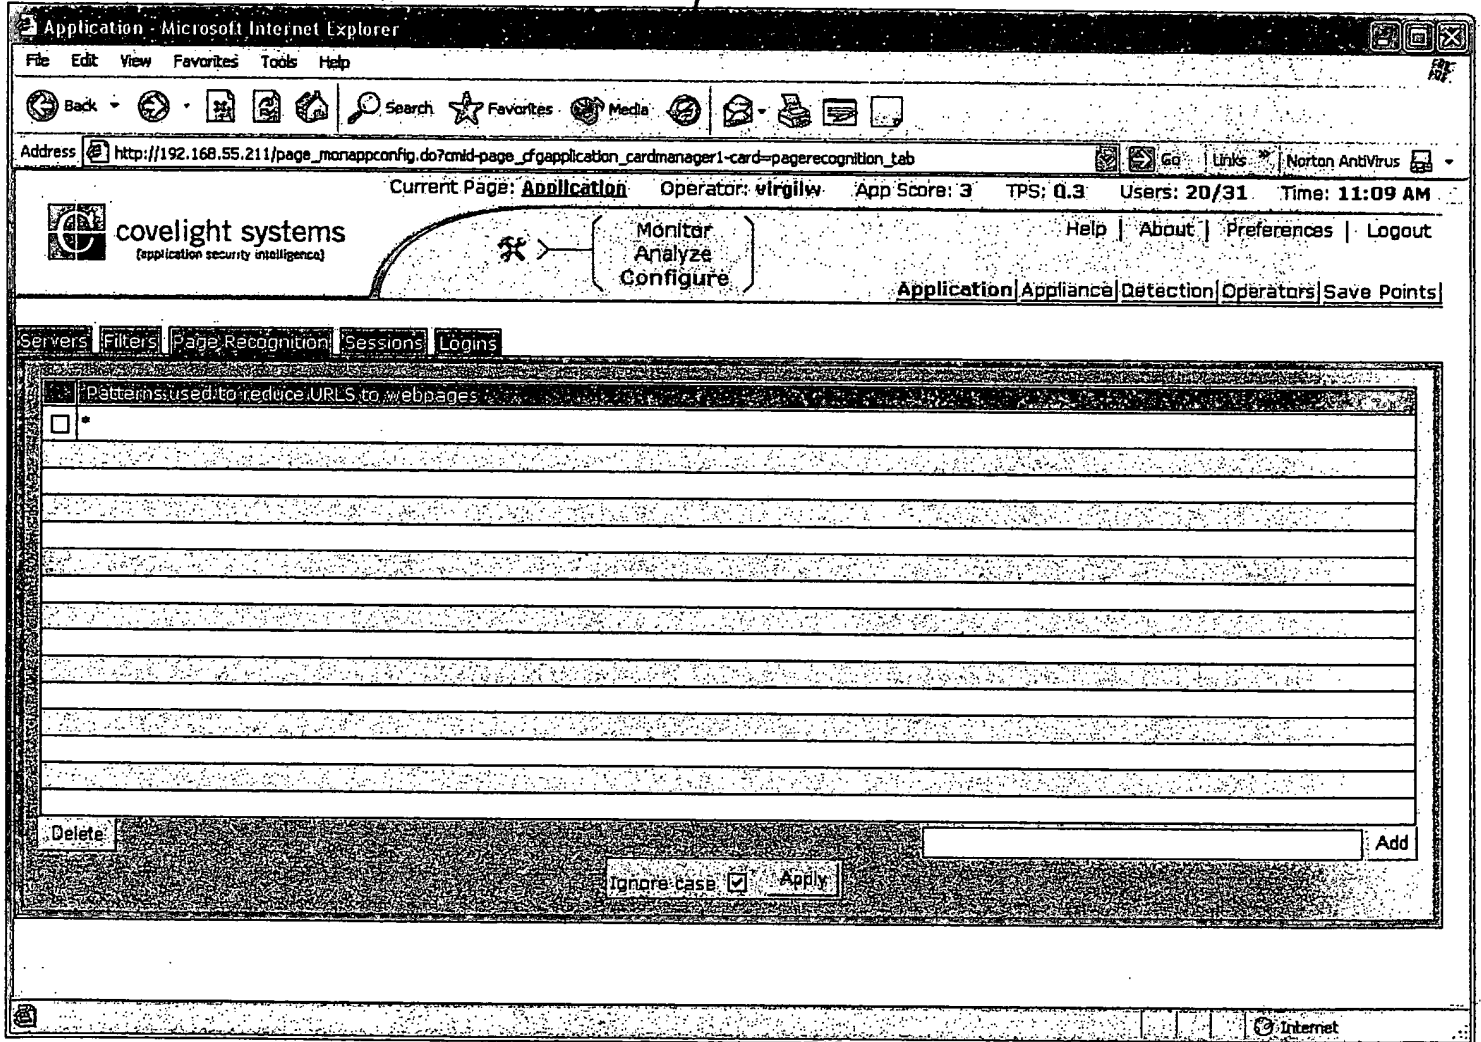 Application - Microsoft Internet Explorer
File Edit View Favorites Tools Help
Back Search Favorites Media
Address http://192.168.55.211/page_monappconfig.do?cmid-page_cfgapplication_cardmanager1-card=pagerecognition_tab Go Links » Norton AntiVirus
Current Page: Application Operator: virgilw App Score: 3 TPS: 0.3 Users: 20/31 Time: 11:09 AM
covelight systems
(application security intelligence)
Monitor
Analyze
Configure
Help | About | Preferences | Logout
Application|Appliance|Detection|Operators|Save Points|
Servers Filters Page Recognition Sessions Logins
Patterns used to reduce URLS to webpages
*
Delete Add
Ignore case Apply
Internet